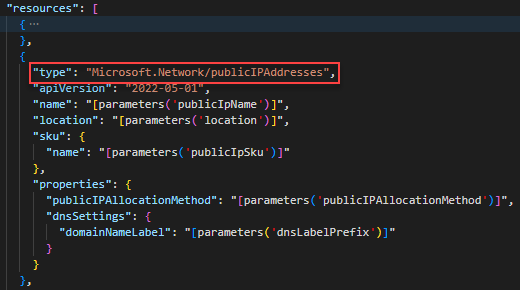 "resources": [
{ ...
},
{
"type": "Microsoft.Network/publicIPAddresses",
"apiVersion": "2022-05-01",
"name": "[parameters('publicIpName')]",
"location": "[parameters('location')]",
"sku": {
"name": "[parameters('publicIpSku')]"
},
"properties": {
"publicIPAllocationMethod": "[parameters('publicIPAllocationMethod')]",
"dnsSettings": {
"domainNameLabel": "[parameters('dnsLabelPrefix')]"
}
}
},